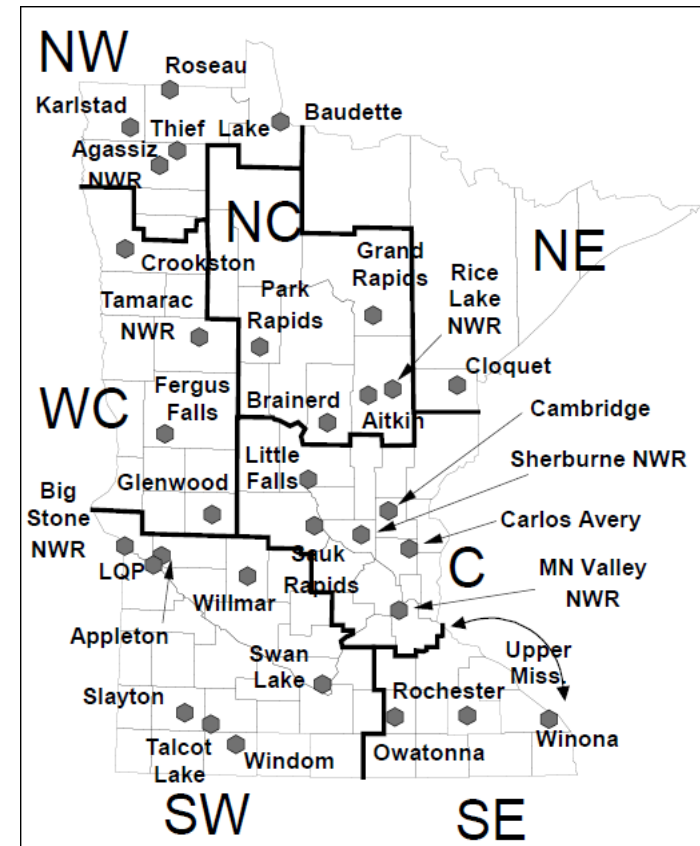 NW
Roseau
Karlstad
Baudette
Thief Lake
Agassiz
NWR
NC
NE
Crookston
Grand
Rapids
Rice
Lake
NWR
Tamarac
NWR
Park
Rapids
Cloquet
WC
Fergus
Falls
Brainerd
Aitkin
Cambridge
Little
Falls
Sherburne NWR
Glenwood
Big
Stone
NWR
Carlos Avery
LQP
Sauk
Rapids
C
Willmar
MN Valley
NWR
Appleton
Swan
Lake
Upper
Miss.
Slayton
Rochester
Talcot
Lake
Windom
Owatonna
Winona
SW
SE